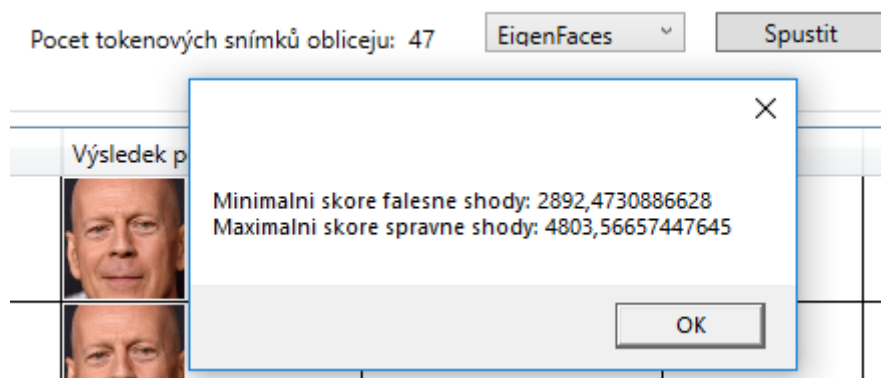 Pocet tokenových snímků obliceju: 47 EigenFaces Spustit
Výsledek p
Minimalni skore falesne shody: 2892,4730886628
Maximalni skore spravne shody: 4803,56657447645
OK